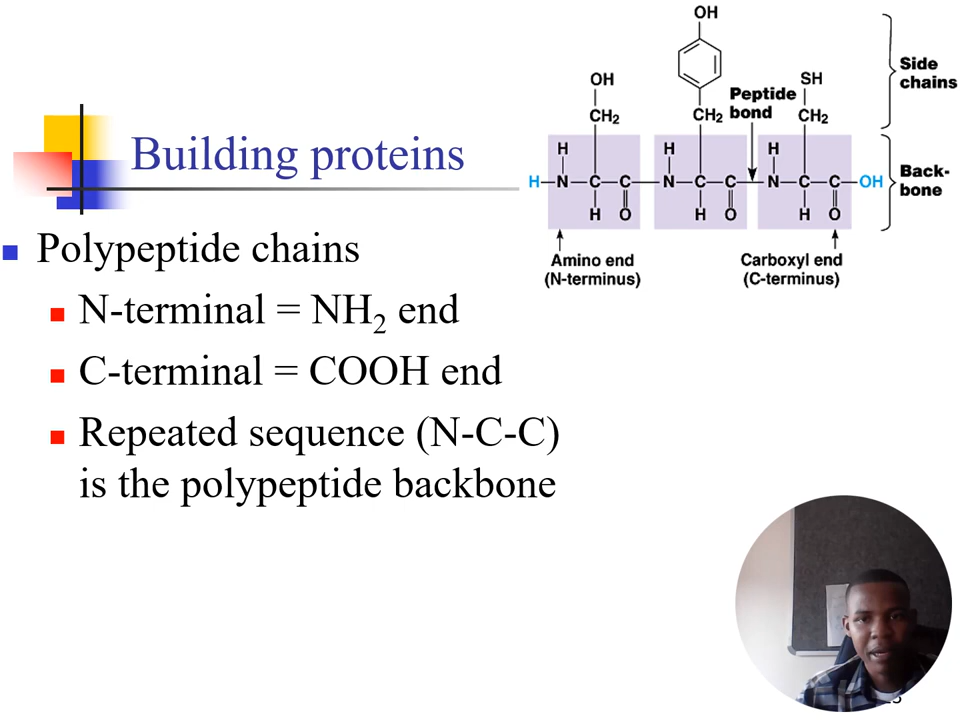 Building proteins
Polypeptide chains
N-terminal = NH2 end
C-terminal = COOH end
Repeated sequence (N-C-C)
is the polypeptide backbone
OH
OH
SH
Side
chains
Peptide
bond
CH2
CH2
CH2
H
H
H
Back-
bone
H-N-C-C-N-C-C-N-C-C-OH
H O H O H O
Amino end
(N-terminus)
Carboxyl end
(C-terminus)